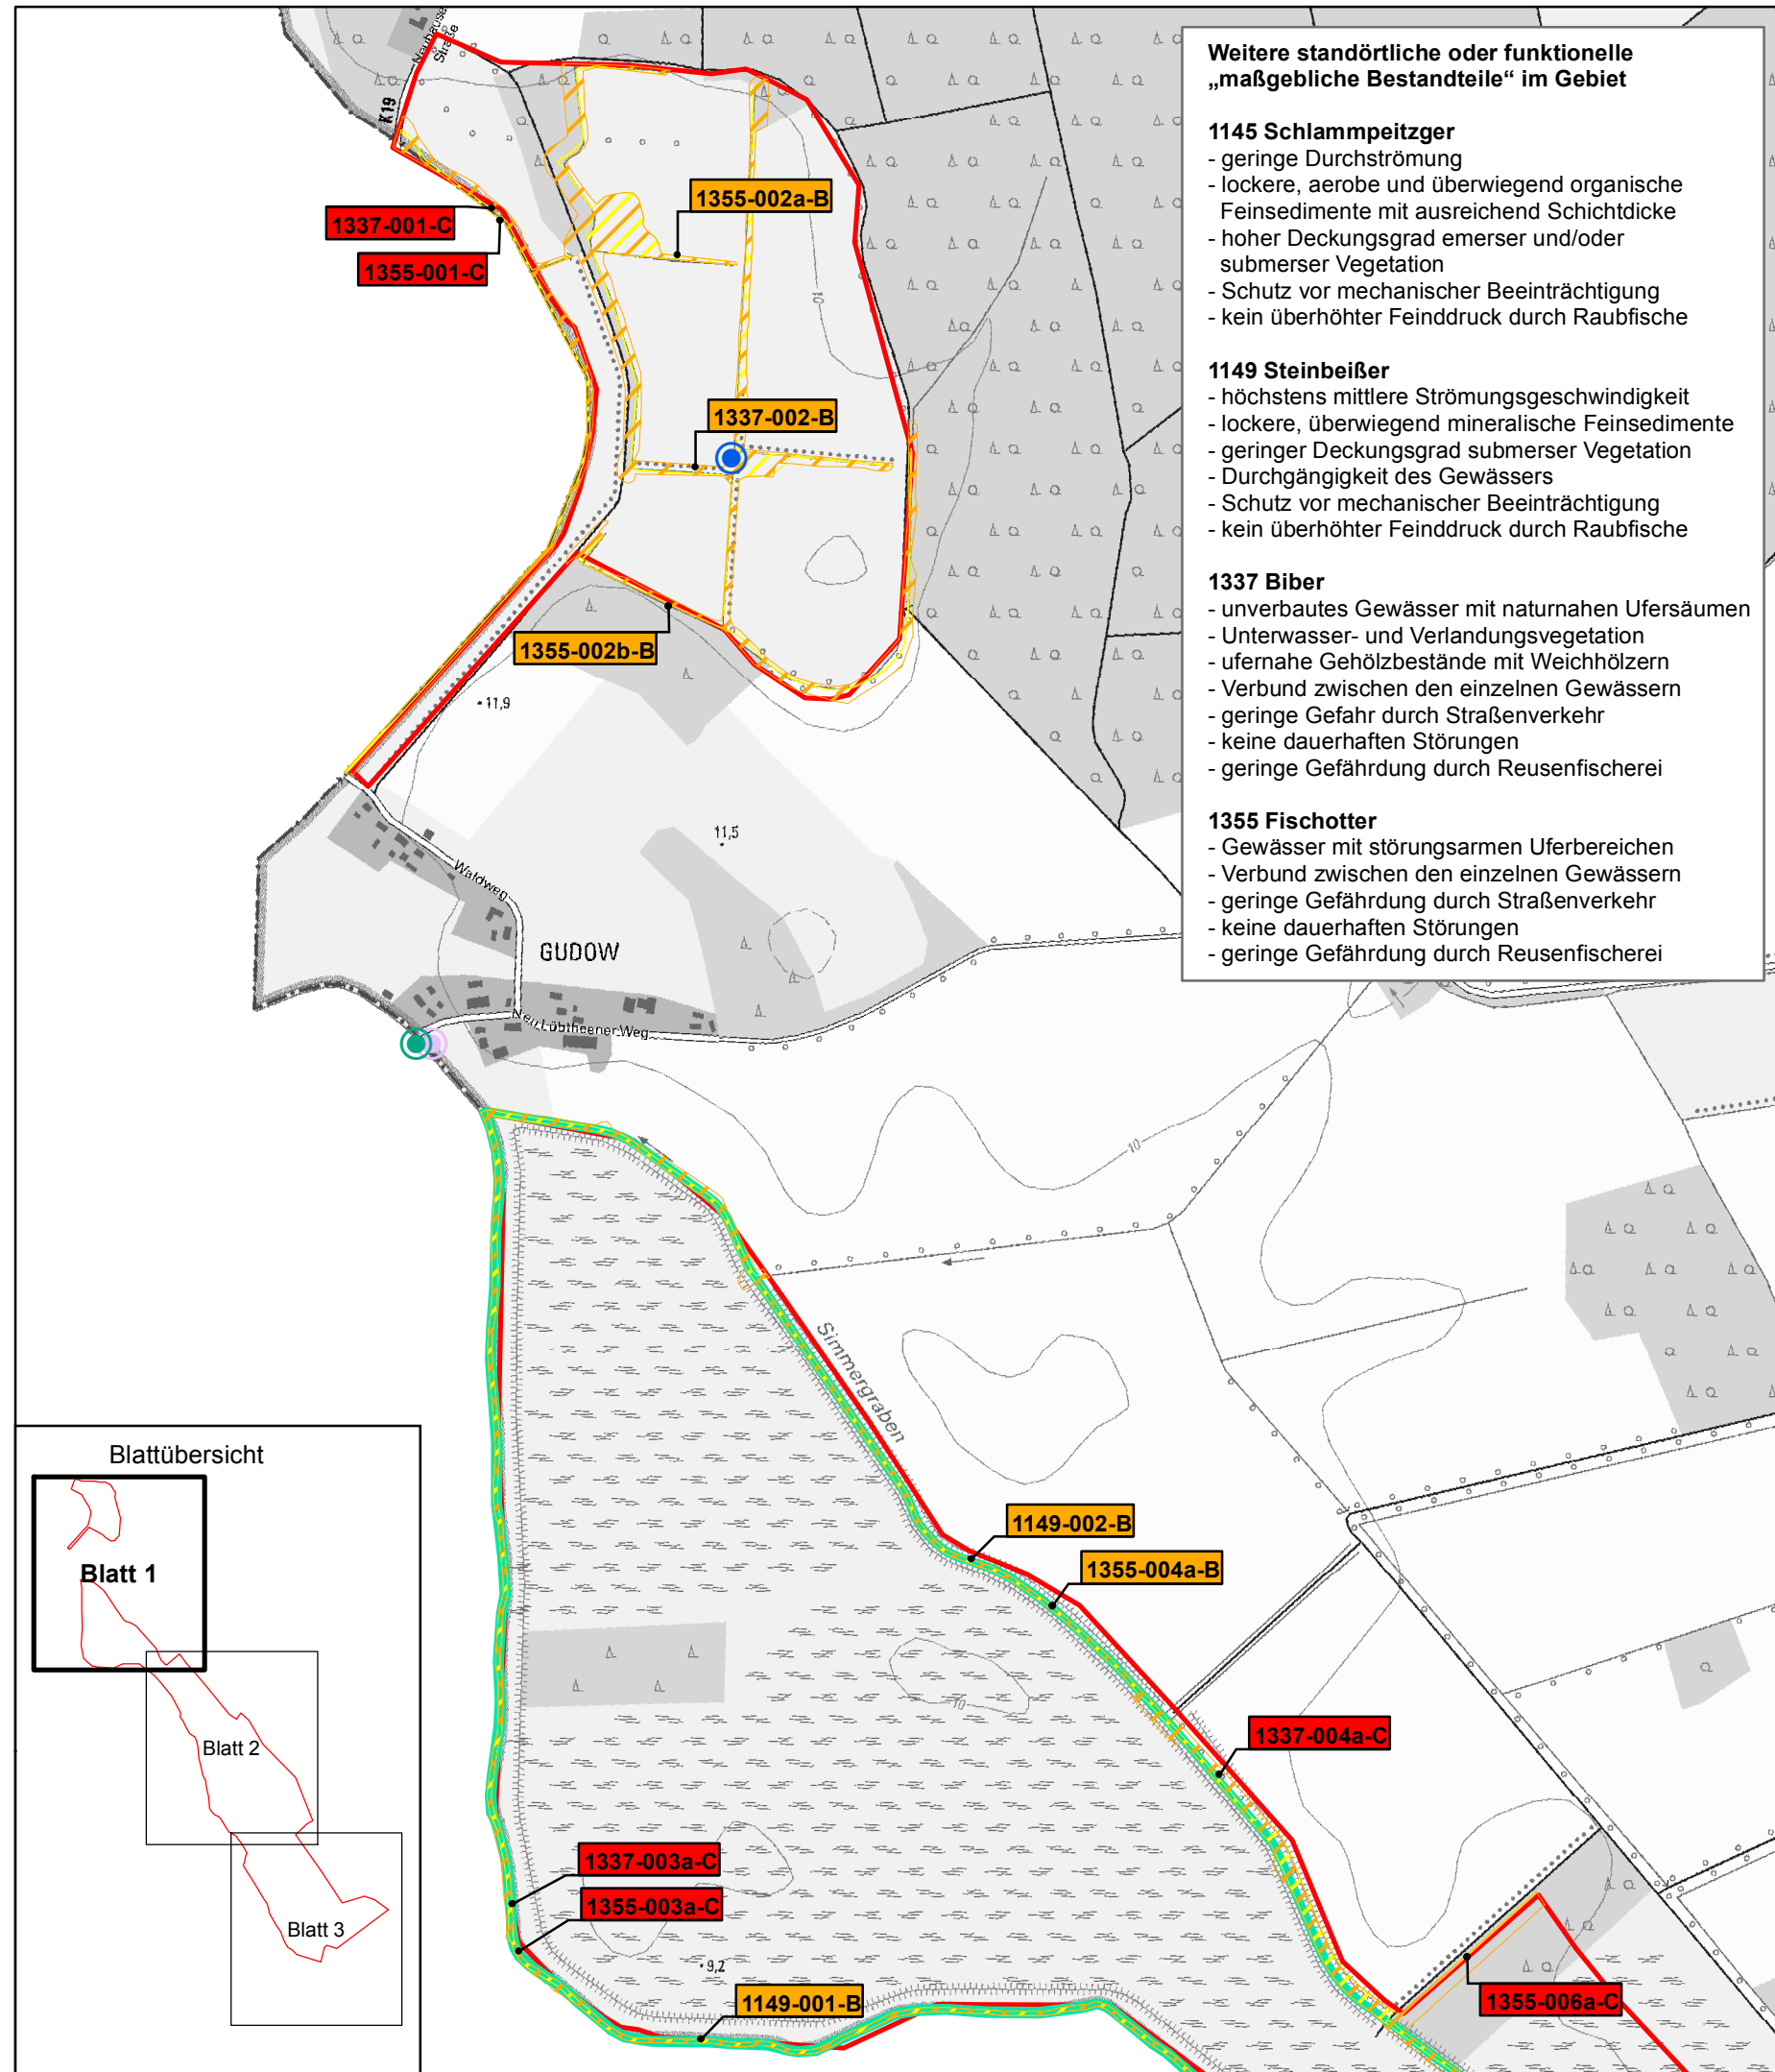 Weitere standörtliche oder funktionelle
„maßgebliche Bestandteile“ im Gebiet
1145 Schlammpeitzger
- geringe Durchströmung
- lockere, aerobe und überwiegend organische
Feinsedimente mit ausreichend Schichtdicke
- hoher Deckungsgrad emerser und/oder
submerser Vegetation
- Schutz vor mechanischer Beeinträchtigung
- kein überhöhter Feinddruck durch Raubfische
1149 Steinbeißer
- höchstens mittlere Strömungsgeschwindigkeit
- lockere, überwiegend mineralische Feinsedimente
- geringer Deckungsgrad submerser Vegetation
- Durchgängigkeit des Gewässers
- Schutz vor mechanischer Beeinträchtigung
- kein überhöhter Feinddruck durch Raubfische
1337 Biber
- unverbautes Gewässer mit naturnahen Ufersäumen
- Unterwasser- und Verlandungsvegetation
- ufernahe Gehölzbestände mit Weichhölzern
- Verbund zwischen den einzelnen Gewässern
- geringe Gefahr durch Straßenverkehr
- keine dauerhaften Störungen
- geringe Gefährdung durch Reusenfischerei
1355 Fischotter
- Gewässer mit störungsarmen Uferbereichen
- Verbund zwischen den einzelnen Gewässern
- geringe Gefährdung durch Straßenverkehr
- keine dauerhaften Störungen
- geringe Gefährdung durch Reusenfischerei
Straße
K19
1355-002a-B
1337-001-C
1355-001-C
10
1337-002-B
1355-002b-B
11,9
11,5
Waldweg
GUDOW
Neu Lübtheener Weg
10
Simmergraben
1149-002-B
1355-004a-B
10
1337-004a-C
1337-003a-C
1355-003a-C
9,2
1149-001-B
1355-006a-C
Blattübersicht
Blatt 1
Blatt 2
Blatt 3